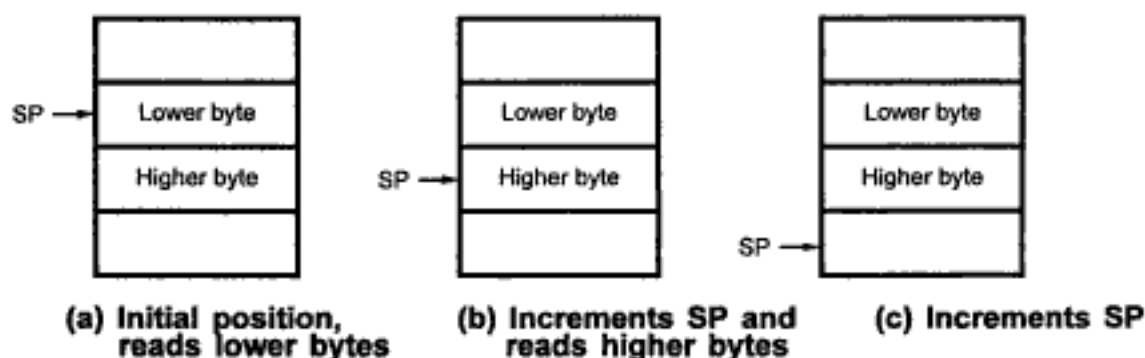 SP
Lower byte
Higher byte
(a) Initial position,
reads lower bytes
SP
Lower byte
Higher byte
(b) Increments SP and
reads higher bytes
SP
Lower byte
Higher byte
(c) Increments SP